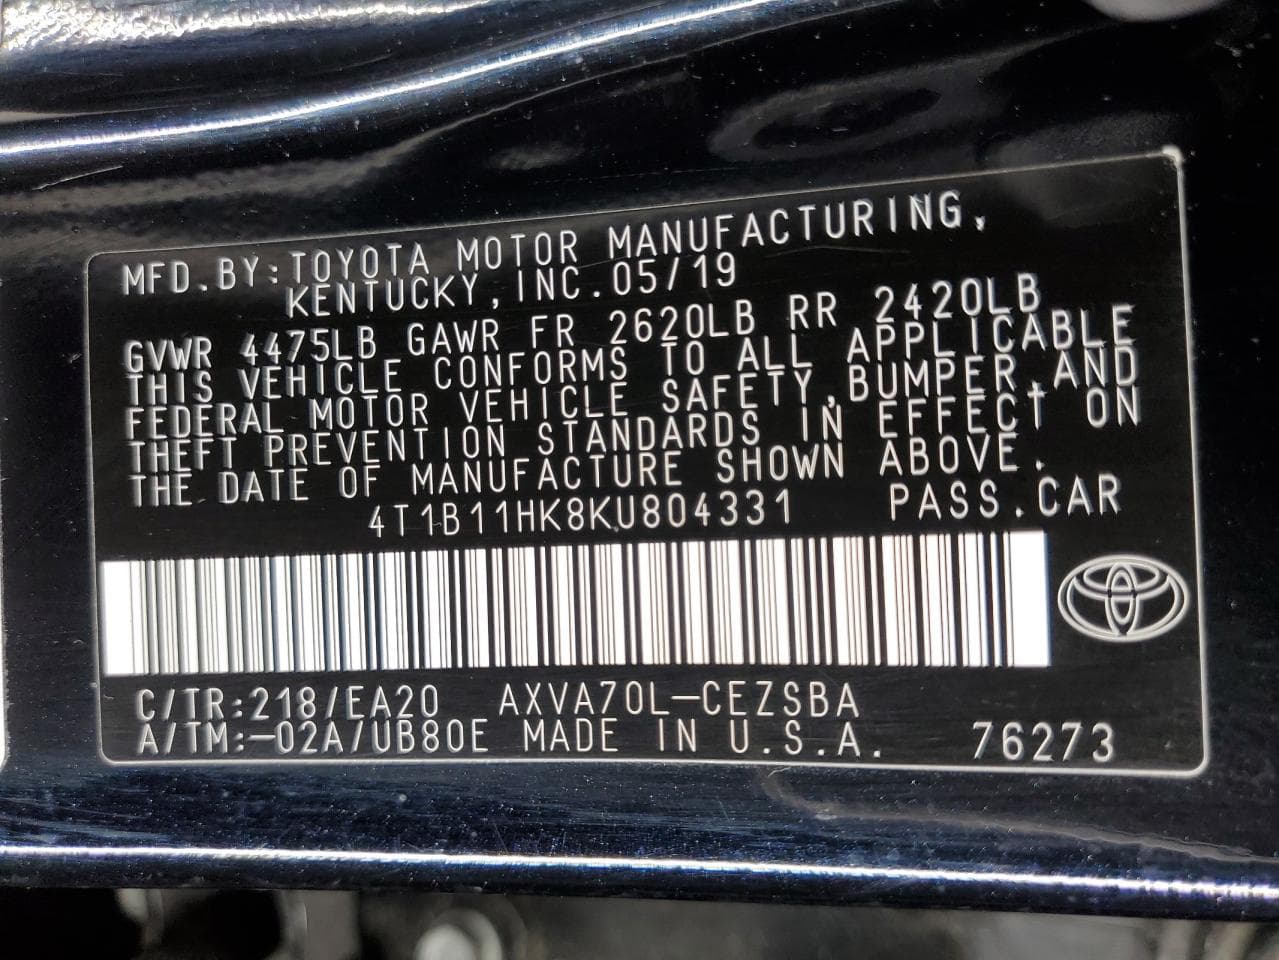 MFD.BY:TOYOTA MOTOR MANUFACTURING,
KENTUCKY,INC.05/19
GVWR 4475LB GAWR FR 2620LB RR 2420LB
THIS VEHICLE CONFORMS TO ALL APPLICABLE
FEDERAL MOTOR VEHICLE SAFETY,BUMPER,AND
THEFT PREVENTION STANDARDS IN EFFECT ON
THE DATE OF MANUFACTURE SHOWN ABOVE.
4T1B11HK8KU804331 PASS.CAR
C/TR:218/EA20 AXVA70L-CEZSBA
A/TM:-02A/UB80E MADE IN U.S.A. 76273